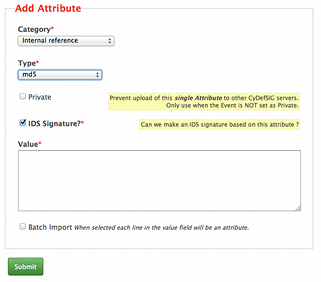 Add Attribute
Category*
Internal reference
Type*
md5
Private
Prevent upload of this single Attribute to other CyDefSIG servers.
Only use when the Event is NOT set as Private.
IDS Signature?*
Can we make an IDS signature based on this attribute ?
Value*
Batch Import When selected each line in the value field will be an attribute.
Submit